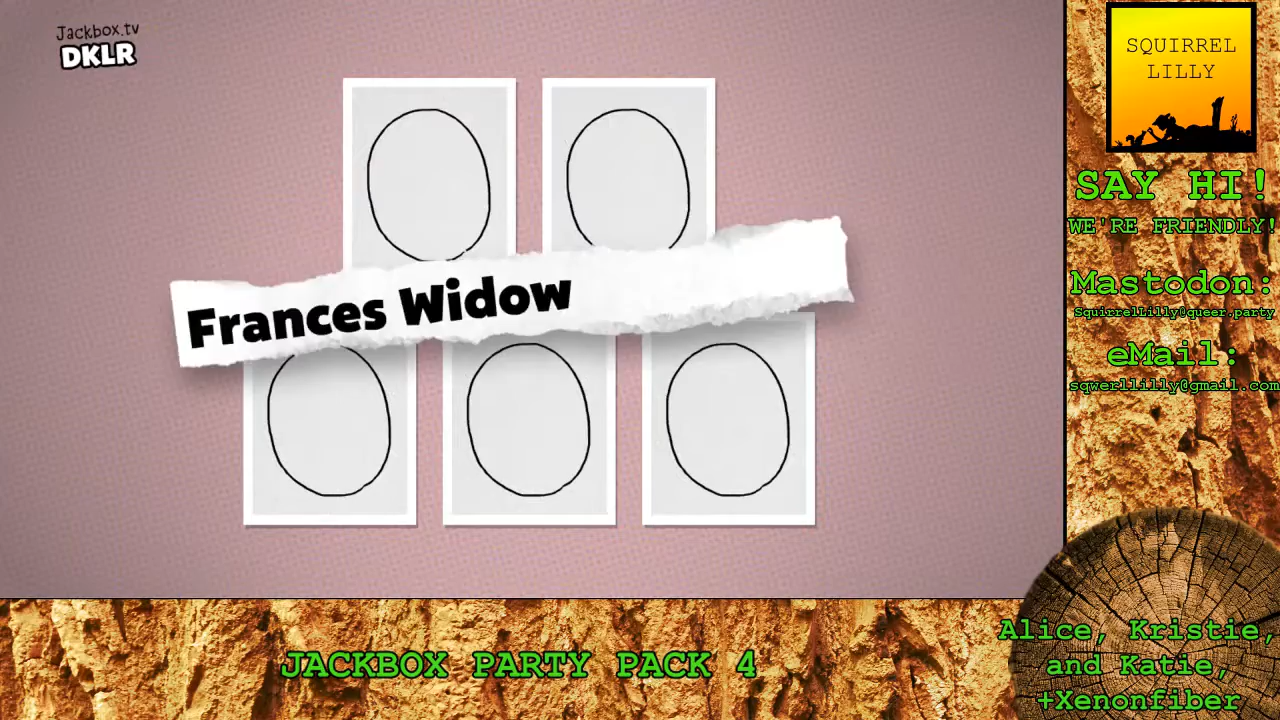 Jackbox.tv
DKLR
Frances Widow
SQUIRREL
LILLY
SAY HI!
WE'RE FRIENDLY!
Mastodon:
SquirrelLilly@queer.party
eMail:
sqwerllilly@gmail.com
JACKBOX PARTY PACK 4
Alice, Kristie,
and Katie,
+Xenonfiber